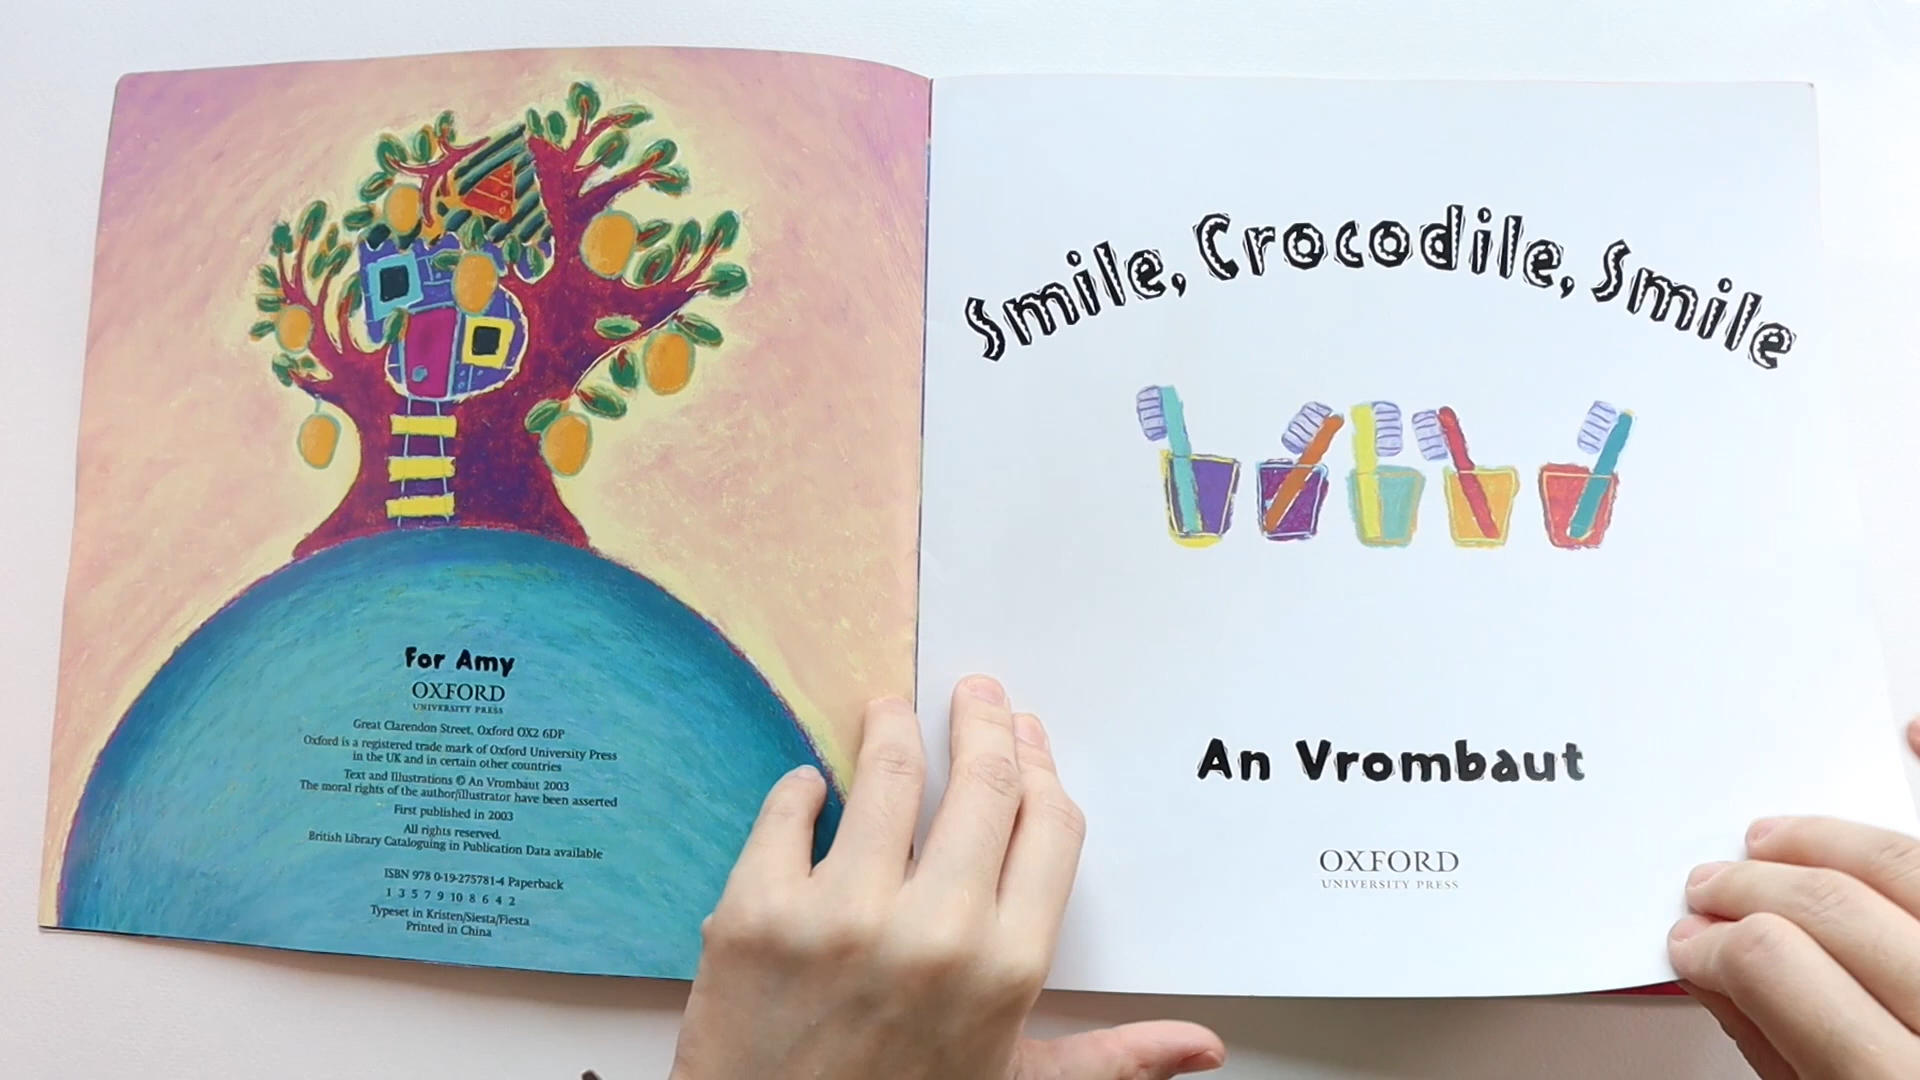 For Amy
OXFORD
UNIVERSITY PRESS
Great Clarendon Street, Oxford OX2 6DP
Oxford is a registered trade mark of Oxford University Press
in the UK and in certain other countries
Text and Illustrations © An Vrombaut 2003
The moral rights of the author/illustrator have been asserted
First published in 2003
All rights reserved.
British Library Cataloguing in Publication Data available
ISBN 978 0-19-275781-4 Paperback
1 3 5 7 9 10 8 6 4 2
Typeset in Kristen/Siesta/Fiesta
Printed in China
Smile, Crocodile, Smile
An Vrombaut
OXFORD
UNIVERSITY PRESS